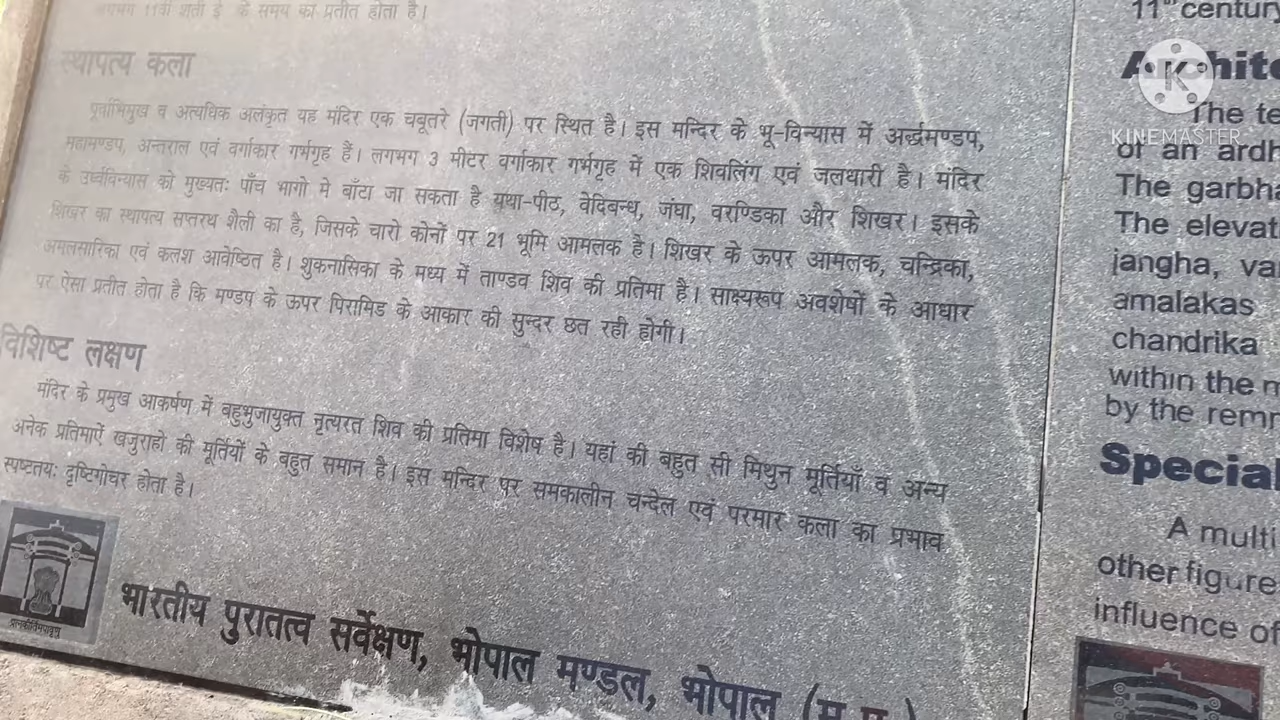 लगभग 11वीं शती ई० के समय का प्रतीत होता है।
स्थापत्य कला
पूर्वाभिमुख व अत्यधिक अलंकृत यह मंदिर एक चबूतरे (जगती) पर स्थित है। इस मन्दिर के भू-विन्यास में अर्द्धमण्डप,
महामण्डप, अन्तराल एवं वर्गाकार गर्भगृह हैं। लगभग 3 मीटर वर्गाकार गर्भगृह में एक शिवलिंग एवं जलधारी है। मंदिर
के उर्ध्वविन्यास को मुख्यतः पाँच भागो मे बाँटा जा सकता है यथा-पीठ, वेदिबन्ध, जंघा, वरण्डिका और शिखर। इसके
शिखर का स्थापत्य सप्तरथ शैली का है, जिसके चारो कोनों पर 21 भूमि आमलक है। शिखर के ऊपर आमलक, चन्द्रिका,
अमलसारिका एवं कलश आवेष्ठित है। शुकनासिका के मध्य में ताण्डव शिव की प्रतिमा है। साक्ष्यरूप अवशेषों के आधार
पर ऐसा प्रतीत होता है कि मण्डप के ऊपर पिरामिड के आकार की सुन्दर छत रही होगी।
विशिष्ट लक्षण
मंदिर के प्रमुख आकर्षण में बहुभुजायुक्त नृत्यरत शिव की प्रतिमा विशेष है। यहां की बहुत सी मिथुन मूर्तियाँ व अन्य
अनेक प्रतिमाऐं खजुराहो की मूर्तियों के बहुत समान है। इस मन्दिर पर समकालीन चन्देल एवं परमार कला का प्रभाव
स्पष्टतयः दृष्टिगोचर होता है।
भारतीय पुरातत्व सर्वेक्षण, भोपाल मण्डल, भोपाल
11th century
The te
of an ardh
The garbha
The elevati
jangha, va
amalakas
chandrika
within the m
by the remn
Special
A multi
other figure
influence of
KINEMASTER